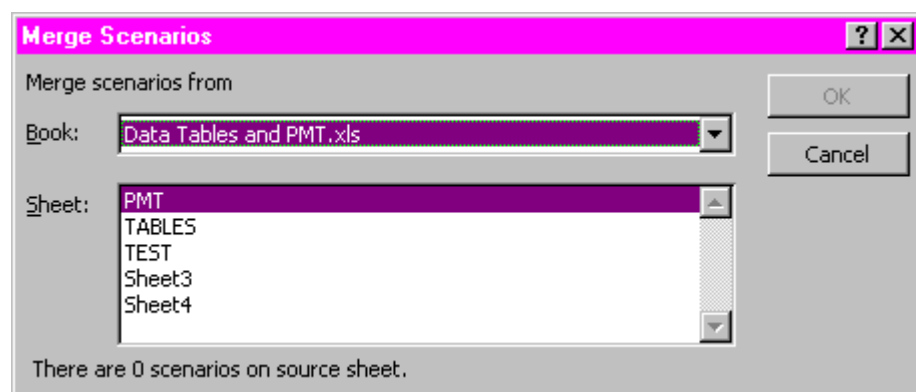 Merge Scenarios
Merge scenarios from
OK
Book:
Data Tables and PMT.xls
Cancel
Sheet:
PMT
TABLES
TEST
Sheet3
Sheet4
There are 0 scenarios on source sheet.